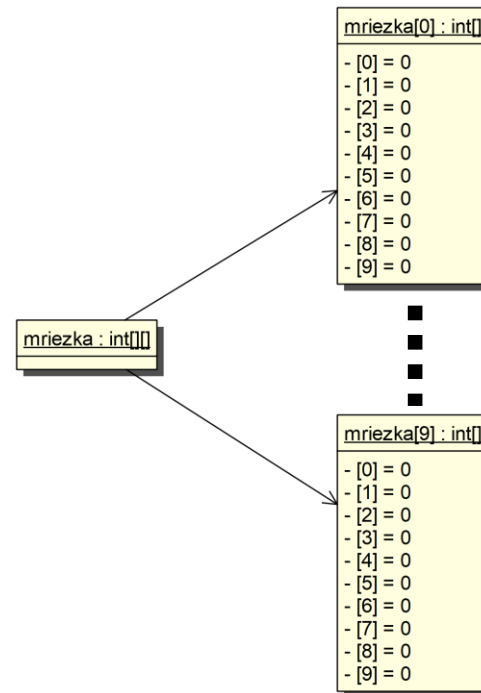 mriezka[0] : int[]
- [0] = 0
- [1] = 0
- [2] = 0
- [3] = 0
- [4] = 0
- [5] = 0
- [6] = 0
- [7] = 0
- [8] = 0
- [9] = 0
mriezka : int[][]
mriezka[9] : int[]
- [0] = 0
- [1] = 0
- [2] = 0
- [3] = 0
- [4] = 0
- [5] = 0
- [6] = 0
- [7] = 0
- [8] = 0
- [9] = 0